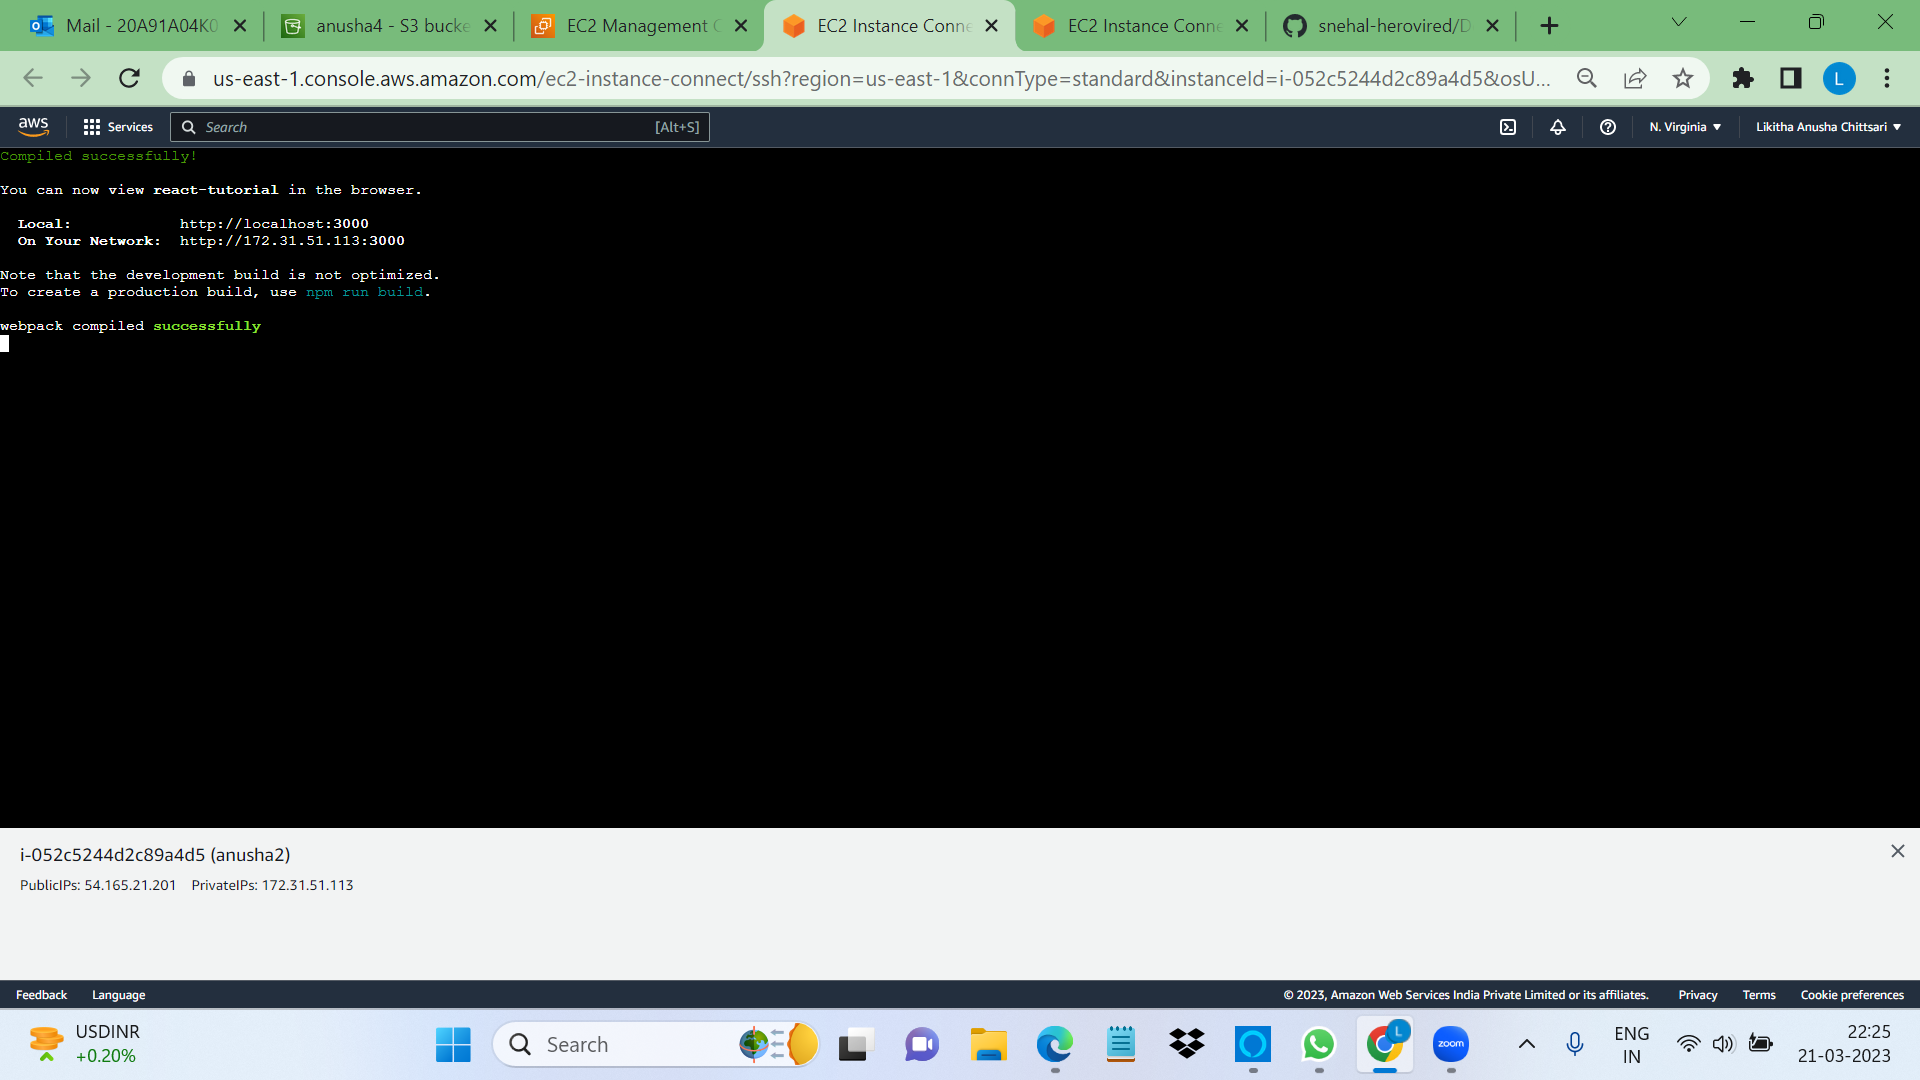 Mail - 20A91A04K0
anusha4 - S3 bucke
EC2 Management C
EC2 Instance Conne
EC2 Instance Conne
snehal-herovired/D
us-east-1.console.aws.amazon.com/ec2-instance-connect/ssh?region=us-east-1&connType=standard&instanceId=i-052c5244d2c89a4d5&osU...
L
aws
Services
Search
[Alt+S]
N. Virginia
Likitha Anusha Chittsari
Compiled successfully!
You can now view react-tutorial in the browser.
Local: http://localhost:3000
On Your Network: http://172.31.51.113:3000
Note that the development build is not optimized.
To create a production build, use npm run build.
webpack compiled successfully
i-052c5244d2c89a4d5 (anusha2)
PublicIPs: 54.165.21.201 PrivateIPs: 172.31.51.113
Feedback Language
© 2023, Amazon Web Services India Private Limited or its affiliates. Privacy Terms Cookie preferences
USDINR
+0.20%
Search
L
zoom
ENG
IN
22:25
21-03-2023